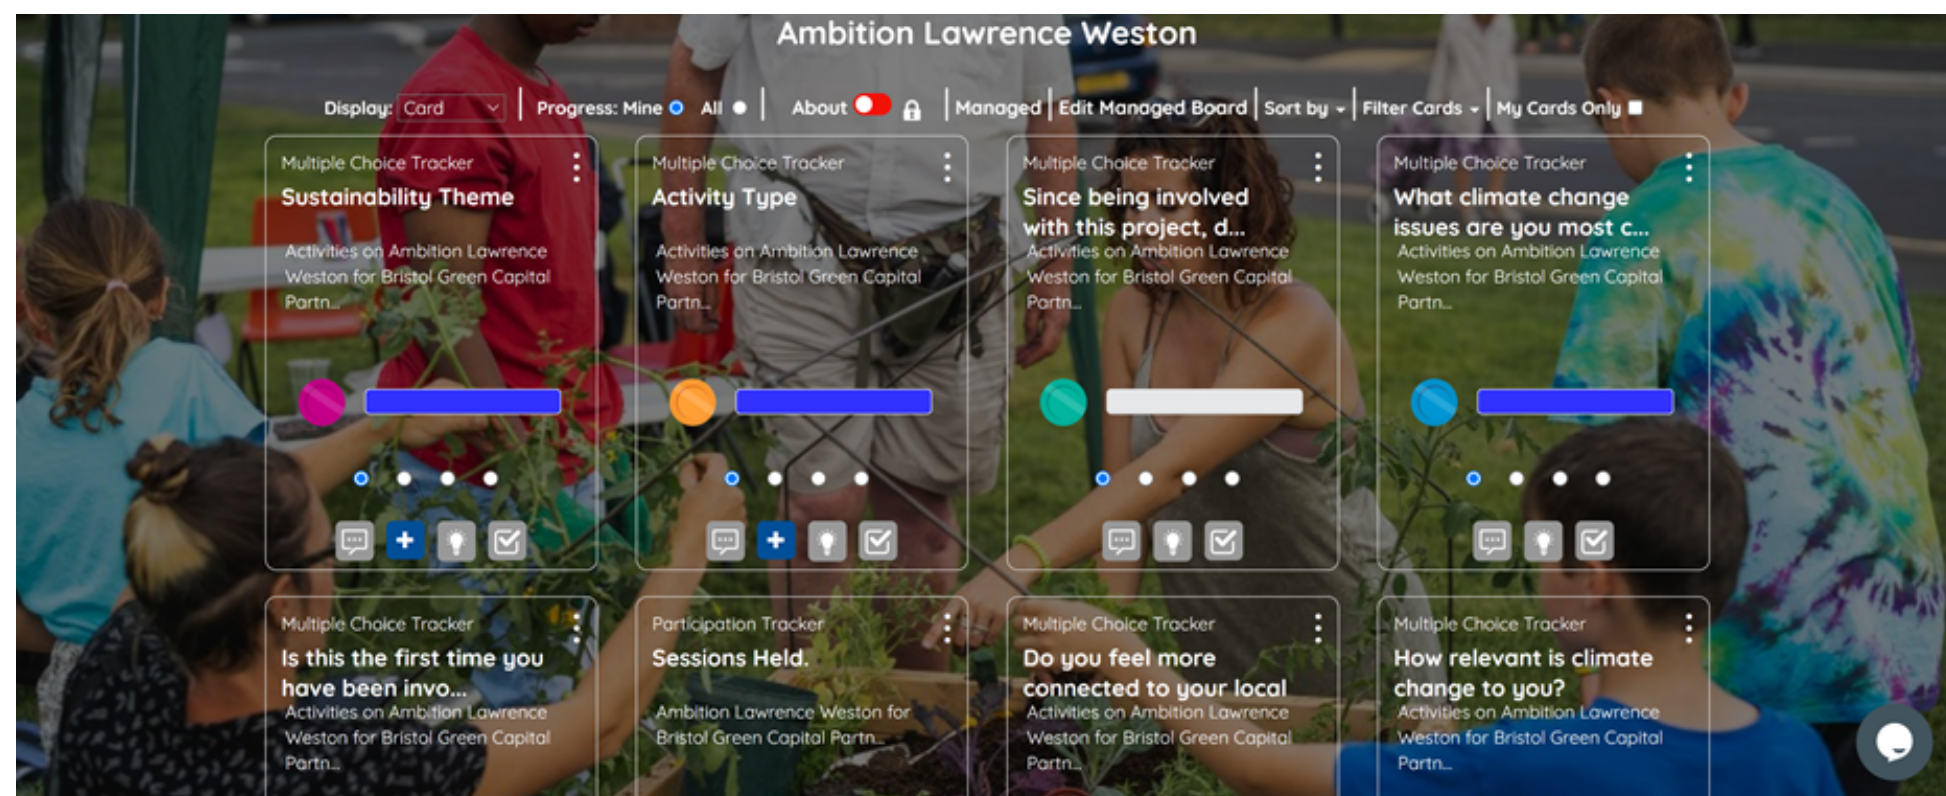 Ambition Lawrence Weston
Display: Card | Progress: Mine All | About | Managed | Edit Managed Board | Sort by | Filter Cards | My Cards Only
Multiple Choice Tracker
Sustainability Theme
Activities on Ambition Lawrence
Weston for Bristol Green Capital
Partn...
Multiple Choice Tracker
Activity Type
Activities on Ambition Lawrence
Weston for Bristol Green Capital
Partn...
Multiple Choice Tracker
Since being involved
with this project, d...
Activities on Ambition Lawrence
Weston for Bristol Green Capital
Partn...
Multiple Choice Tracker
What climate change
issues are you most c...
Activities on Ambition Lawrence
Weston for Bristol Green Capital
Partn...
Multiple Choice Tracker
Is this the first time you
have been invo...
Activities on Ambition Lawrence
Weston for Bristol Green Capital
Partn...
Participation Tracker
Sessions Held.
Ambition Lawrence Weston for
Bristol Green Capital Partn...
Multiple Choice Tracker
Do you feel more
connected to your local
Activities on Ambition Lawrence
Weston for Bristol Green Capital
Partn...
Multiple Choice Tracker
How relevant is climate
change to you?
Activities on Ambition Lawrence
Weston for Bristol Green Capital
Partn...